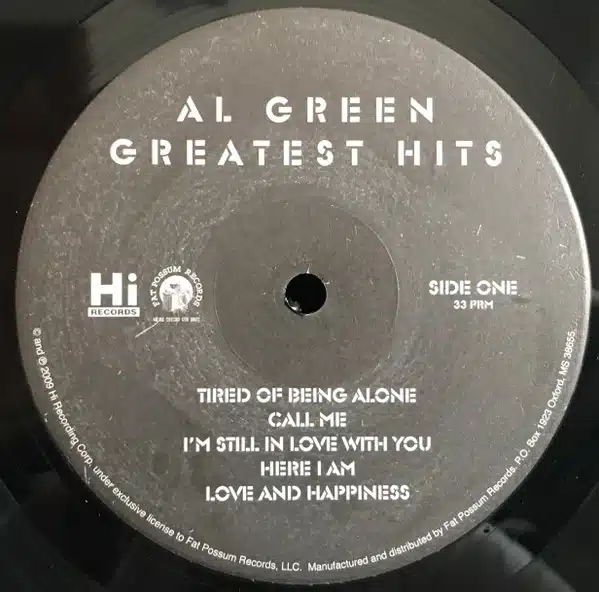 AL GREEN
GREATEST HITS
Hi
RECORDS
FAT POSSUM RECORDS
SIDE ONE
33 PRM
TIRED OF BEING ALONE
CALL ME
I'M STILL IN LOVE WITH YOU
HERE I AM
LOVE AND HAPPINESS
© and ℗ 2009 Hi Recording Corp. under exclusive license to Fat Possum Records, LLC. Manufactured and distributed by Fat Possum Records. P.O. Box 1923 Oxford, MS 38655.